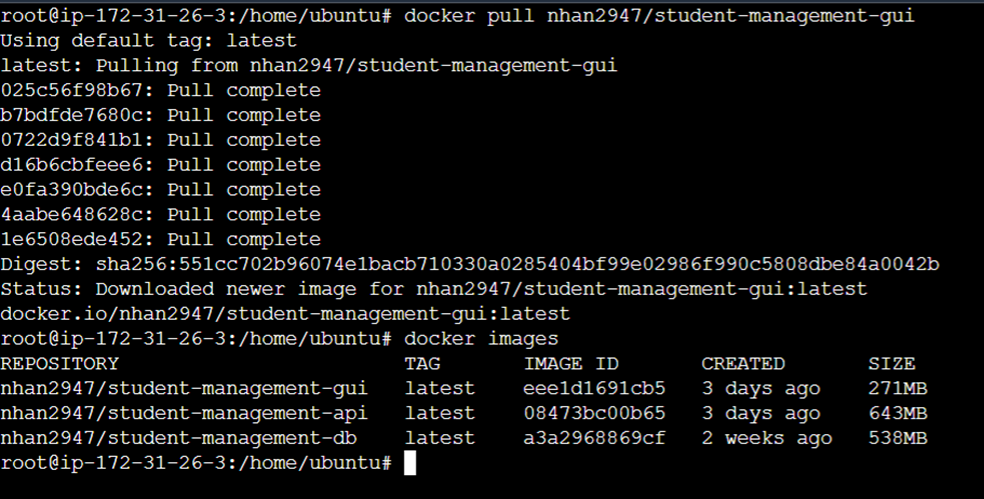 root@ip-172-31-26-3:/home/ubuntu# docker pull nhan2947/student-management-gui
Using default tag: latest
latest: Pulling from nhan2947/student-management-gui
025c56f98b67: Pull complete
b7bdfde7680c: Pull complete
0722d9f841b1: Pull complete
d16b6cbfeee6: Pull complete
e0fa390bde6c: Pull complete
4aabe648628c: Pull complete
1e6508ede452: Pull complete
Digest: sha256:551cc702b96074e1bacb710330a0285404bf99e02986f990c5808dbe84a0042b
Status: Downloaded newer image for nhan2947/student-management-gui:latest
docker.io/nhan2947/student-management-gui:latest
root@ip-172-31-26-3:/home/ubuntu# docker images
REPOSITORY                        TAG       IMAGE ID       CREATED       SIZE
nhan2947/student-management-gui   latest    eee1d1691cb5   3 days ago    271MB
nhan2947/student-management-api   latest    08473bc00b65   3 days ago    643MB
nhan2947/student-management-db    latest    a3a2968869cf   2 weeks ago   538MB
root@ip-172-31-26-3:/home/ubuntu#